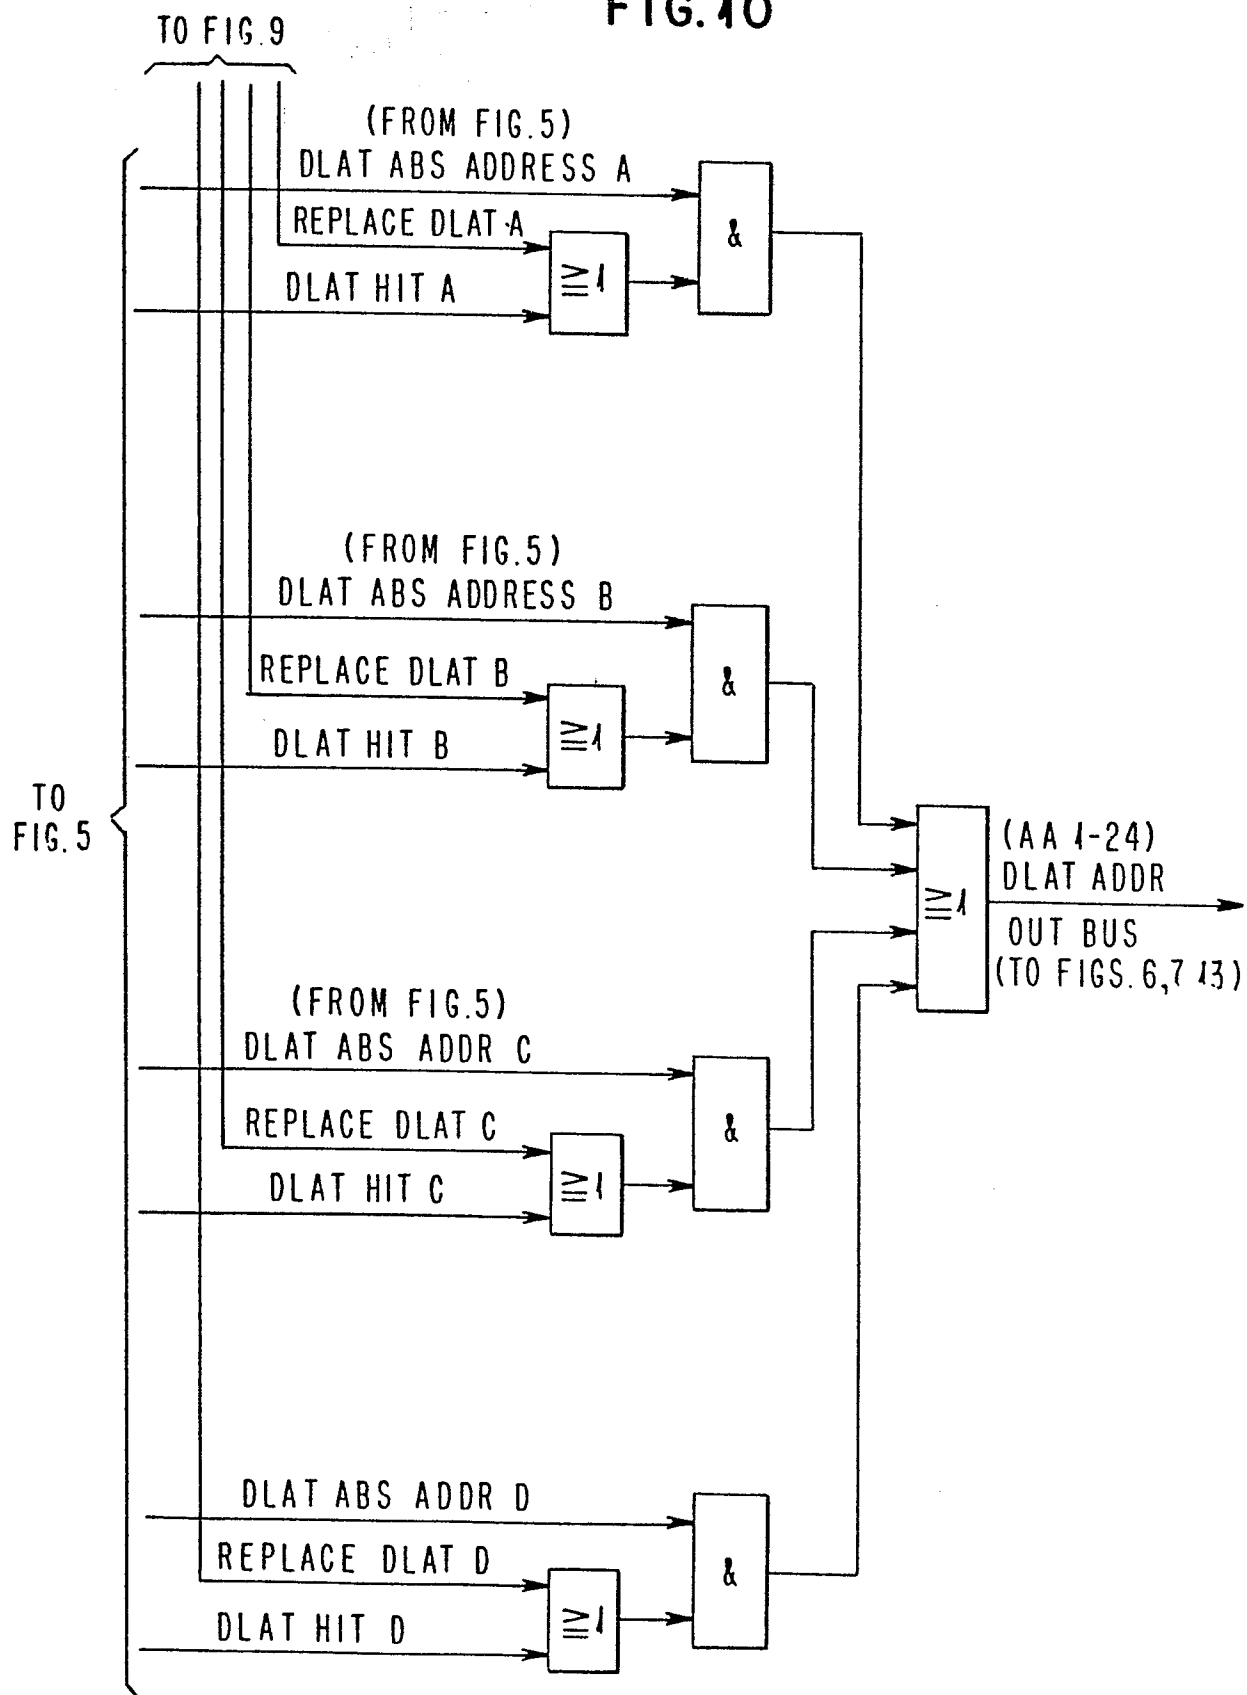 FIG. 10
TO FIG. 9
(FROM FIG. 5)
DLAT ABS ADDRESS A
REPLACE DLAT A
DLAT HIT A
≧1
&
(FROM FIG. 5)
DLAT ABS ADDRESS B
REPLACE DLAT B
DLAT HIT B
≧1
&
TO
FIG. 5
≧1
(AA 1-24)
DLAT ADDR
OUT BUS
(TO FIGS. 6,7 13)
(FROM FIG. 5)
DLAT ABS ADDR C
REPLACE DLAT C
DLAT HIT C
≧1
&
DLAT ABS ADDR D
REPLACE DLAT D
DLAT HIT D
≧1
&